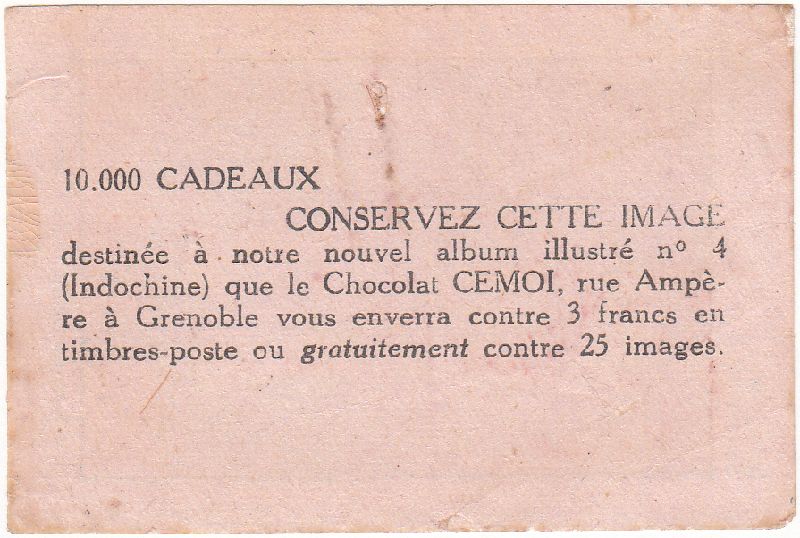 10.000 CADEAUX
CONSERVEZ CETTE IMAGE
destinée à notre nouvel album illustré nº 4
(Indochine) que le Chocolat CEMOI, rue Ampè-
re à Grenoble vous enverra contre 3 francs en
timbres-poste ou gratuitement contre 25 images.